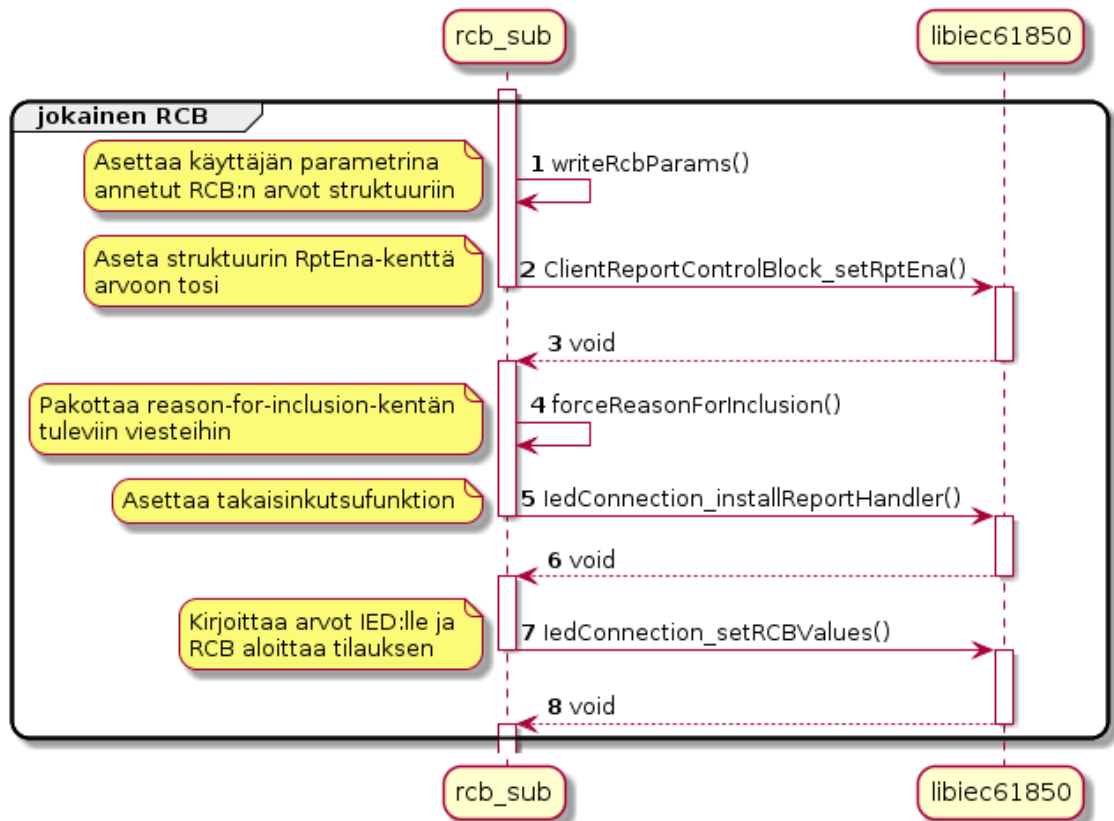 rcb_sub
libiec61850
jokainen RCB
Asettaa käyttäjän parametrina
annetut RCB:n arvot struktuuriin
1 writeRcbParams()
Aseta struktuurin RptEna-kenttä
arvoon tosi
2 ClientReportControlBlock_setRptEna()
3 void
Pakottaa reason-for-inclusion-kentän
tuleviin viesteihin
4 forceReasonForInclusion()
Asettaa takaisinkutsufunktion
5 IedConnection_installReportHandler()
6 void
Kirjoittaa arvot IED:lle ja
RCB aloittaa tilauksen
7 IedConnection_setRCBValues()
8 void
rcb_sub
libiec61850